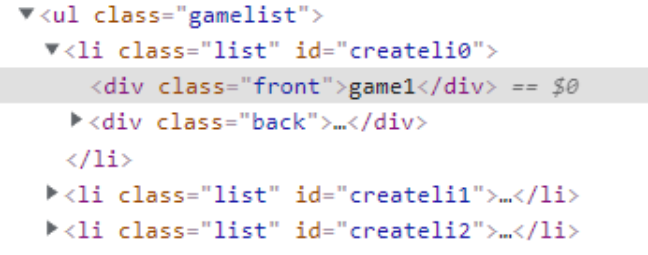 ▼<ul class="gamelist">
▼<li class="list" id="createli0">
<div class="front">game1</div> == $0
▶<div class="back">…</div>
</li>
▶<li class="list" id="createli1">…</li>
▶<li class="list" id="createli2">…</li>